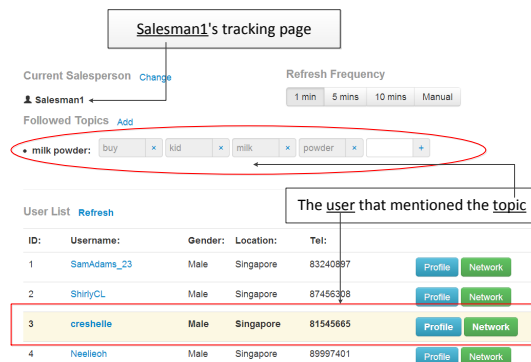 Salesman1's tracking page
Current Salesperson Change
Refresh Frequency
Salesman1
1 min 5 mins 10 mins Manual
Followed Topics Add
• milk powder: buy × kid × milk × powder × +
The user that mentioned the topic
User List Refresh
ID: Username: Gender: Location: Tel:
1 SamAdams_23 Male Singapore 83240897 Profile Network
2 ShirlyCL Male Singapore 87456308 Profile Network
3 creshelle Male Singapore 81545665 Profile Network
4 Neelieoh Male Singapore 89997401 Profile Network